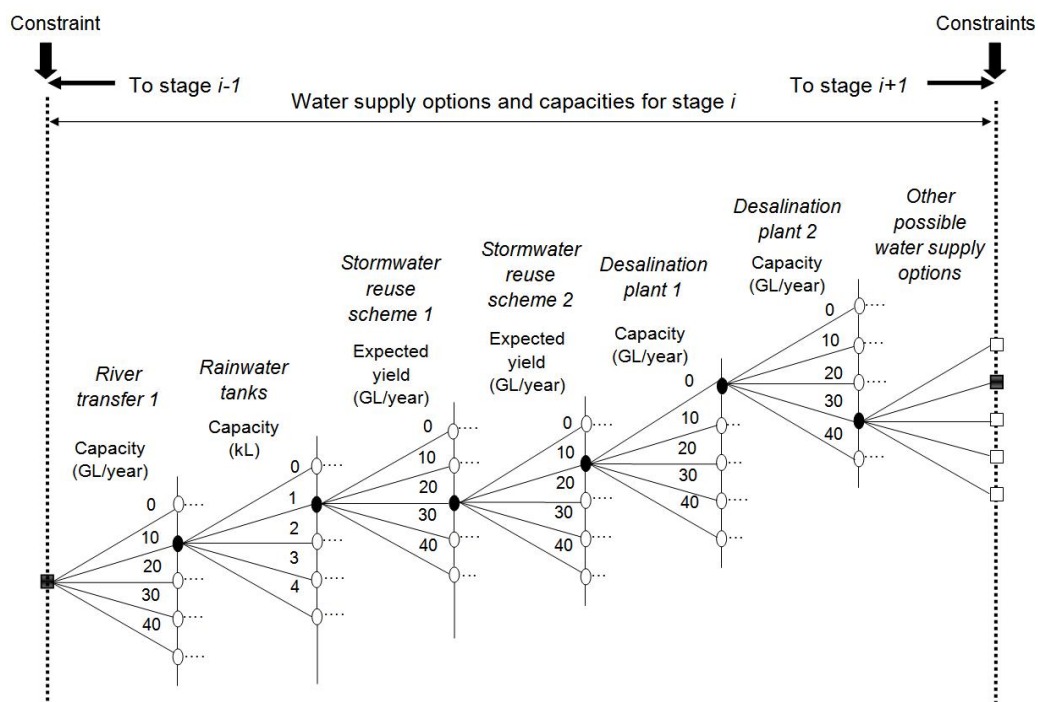 Constraint
Constraints
To stage i-1
To stage i+1
Water supply options and capacities for stage i
River
transfer 1
Capacity
(GL/year)
0
10
20
30
40
Rainwater
tanks
Capacity
(kL)
0
1
2
3
4
Stormwater
reuse
scheme 1
Expected
yield
(GL/year)
0
10
20
30
40
Stormwater
reuse
scheme 2
Expected
yield
(GL/year)
0
10
20
30
40
Desalination
plant 1
Capacity
(GL/year)
0
10
20
30
40
Desalination
plant 2
Capacity
(GL/year)
0
10
20
30
40
Other
possible
water supply
options